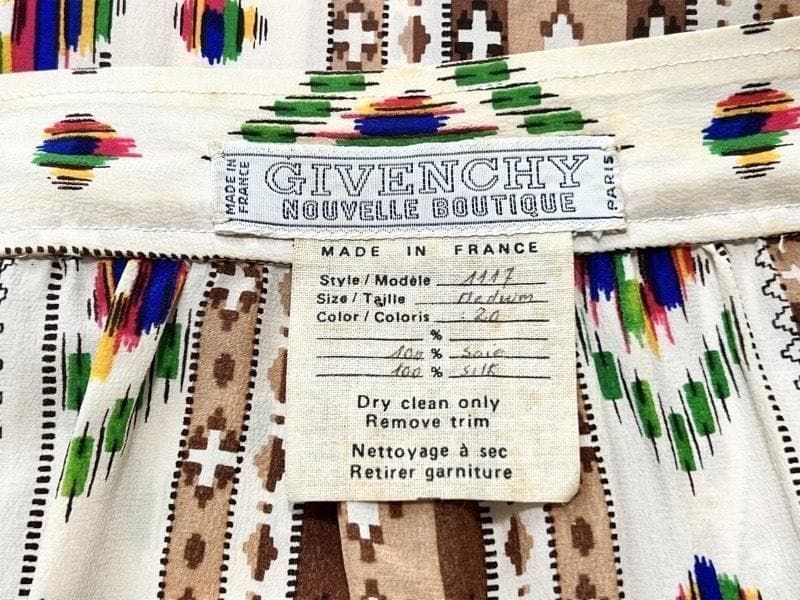 MADE IN
FRANCE
GIVENCHY
NOUVELLE BOUTIQUE
PARIS
MADE IN FRANCE
Style / Modèle 1117
Size / Taille Medium
Color / Coloris 20
%
100 % Soie
100 % Silk
Dry clean only
Remove trim
Nettoyage à sec
Retirer garniture